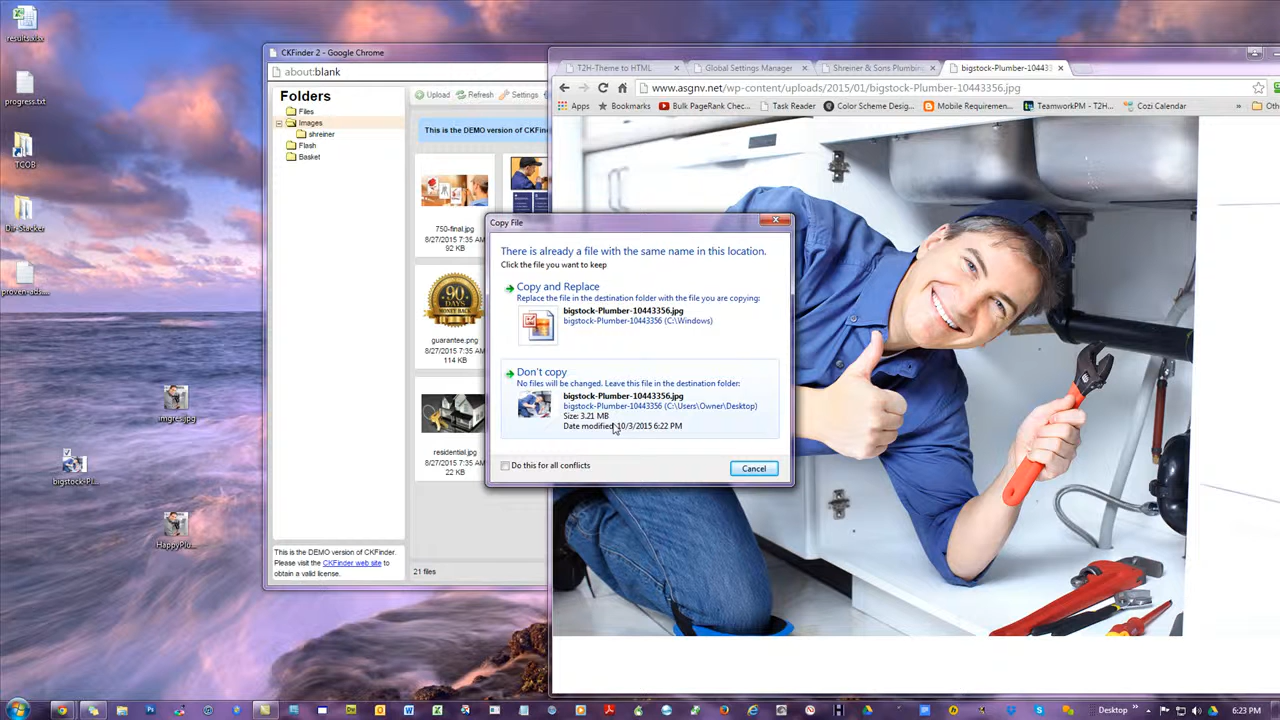 results.xlsx
progress.txt
TCOB
Dir-Stacker
proven-ads...
imgres.jpg
bigstock-Pl...
HappyPlu...
CKFinder 2 - Google Chrome
about:blank
Folders
Files
Images
shreiner
Flash
Basket
Upload
Refresh
Settings
This is the DEMO version of CKFin
750-final.jpg
8/27/2015 7:35 AM
92 KB
guarantee.png
8/27/2015 7:35 AM
114 KB
residential.jpg
8/27/2015 7:35 AM
22 KB
This is the DEMO version of CKFinder.
Please visit the CKFinder web site to
obtain a valid license.
21 files
T2H-Theme to HTML
Global Settings Manager
Shreiner & Sons Plumbing
bigstock-Plumber-104433
www.asgnv.net/wp-content/uploads/2015/01/bigstock-Plumber-10443356.jpg
Apps
Bookmarks
Bulk PageRank Chec...
Task Reader
Color Scheme Design...
Mobile Requiremen...
TeamworkPM - T2H...
Cozi Calendar
»
Copy File
There is already a file with the same name in this location.
Click the file you want to keep
Copy and Replace
Replace the file in the destination folder with the file you are copying:
bigstock-Plumber-10443356.jpg
bigstock-Plumber-10443356 (C:\Windows)
Don't copy
No files will be changed. Leave this file in the destination folder:
bigstock-Plumber-10443356.jpg
bigstock-Plumber-10443356 (C:\Users\Owner\Desktop)
Size: 3.21 MB
Date modified: 10/3/2015 6:22 PM
Do this for all conflicts
Cancel
Desktop
»
6:23 PM